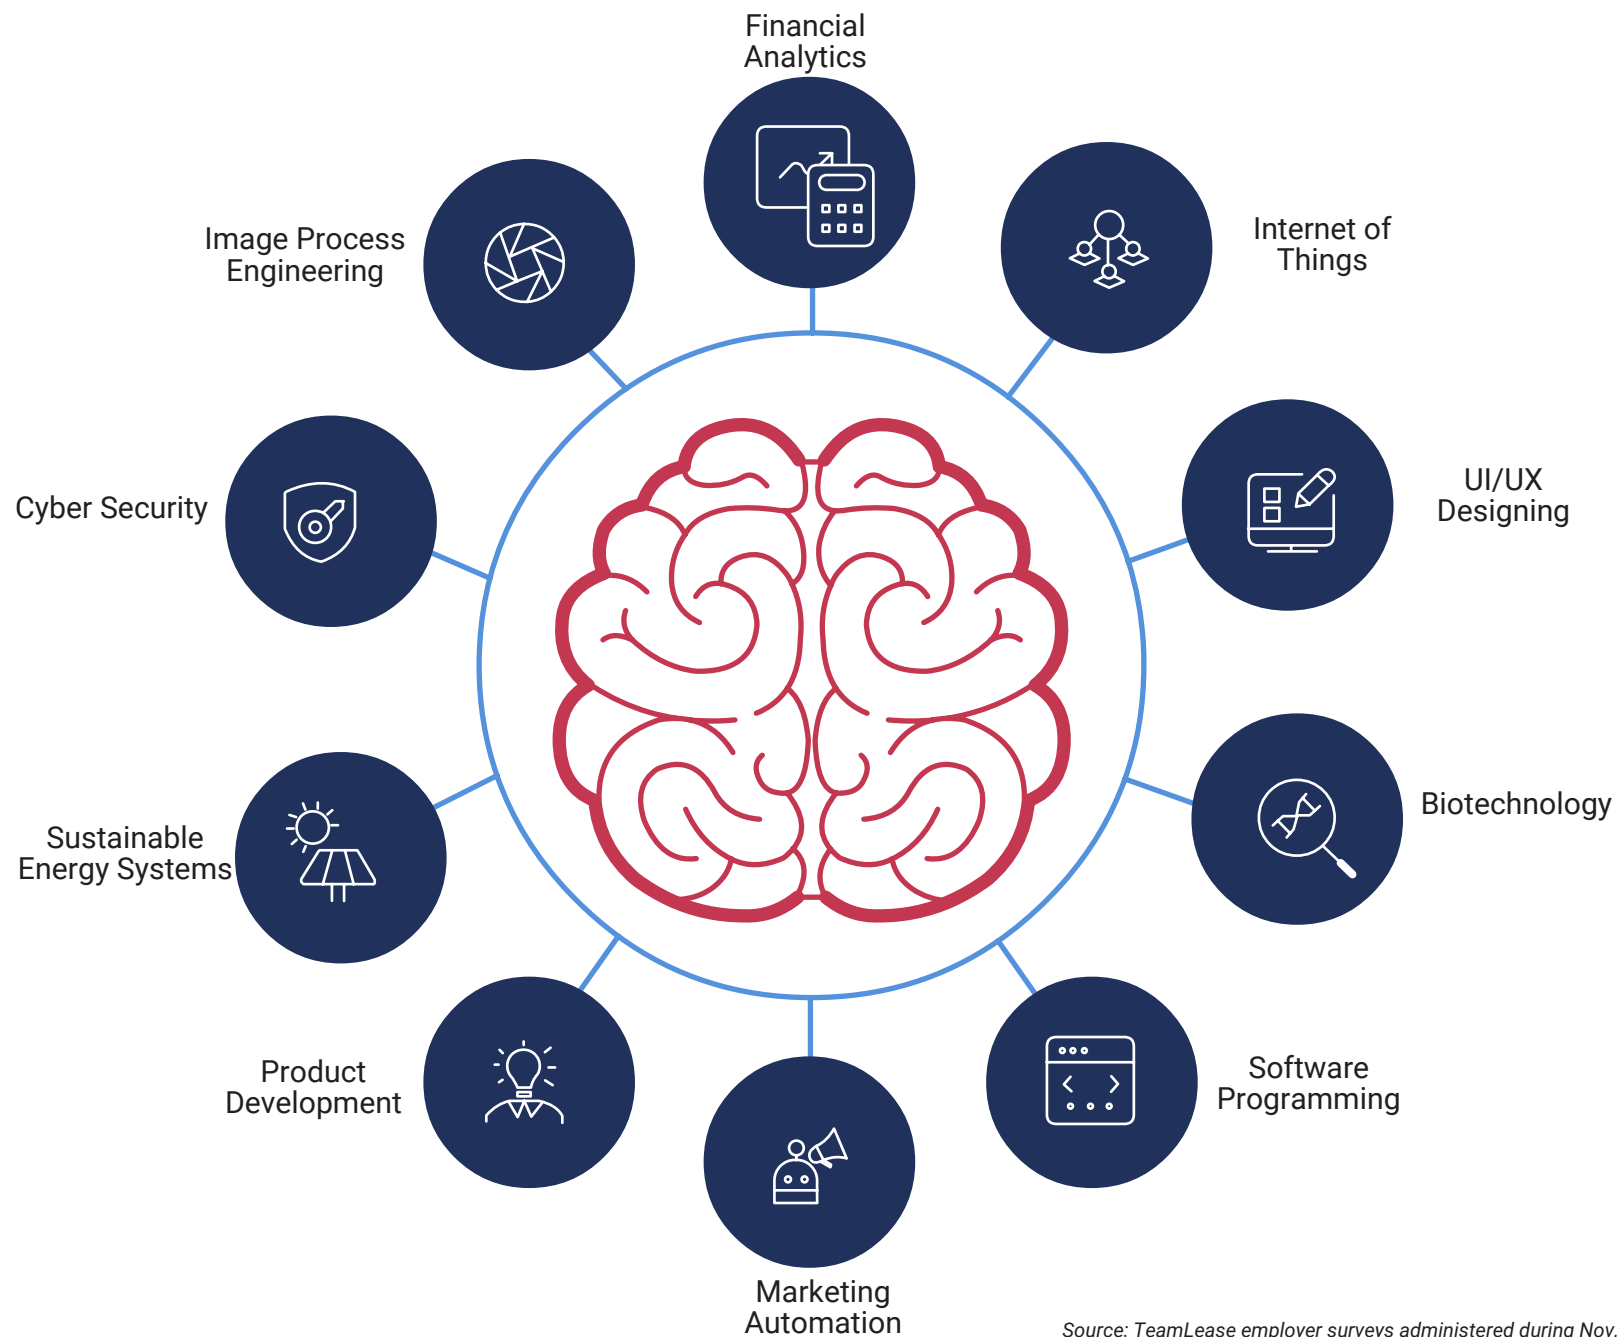 Financial
Analytics
Internet of
Things
Image Process
Engineering
UI/UX
Designing
Cyber Security
Biotechnology
Sustainable
Energy Systems
Software
Programming
Product
Development
Marketing
Automation
Source: TeamLease employer surveys administered during Nov.